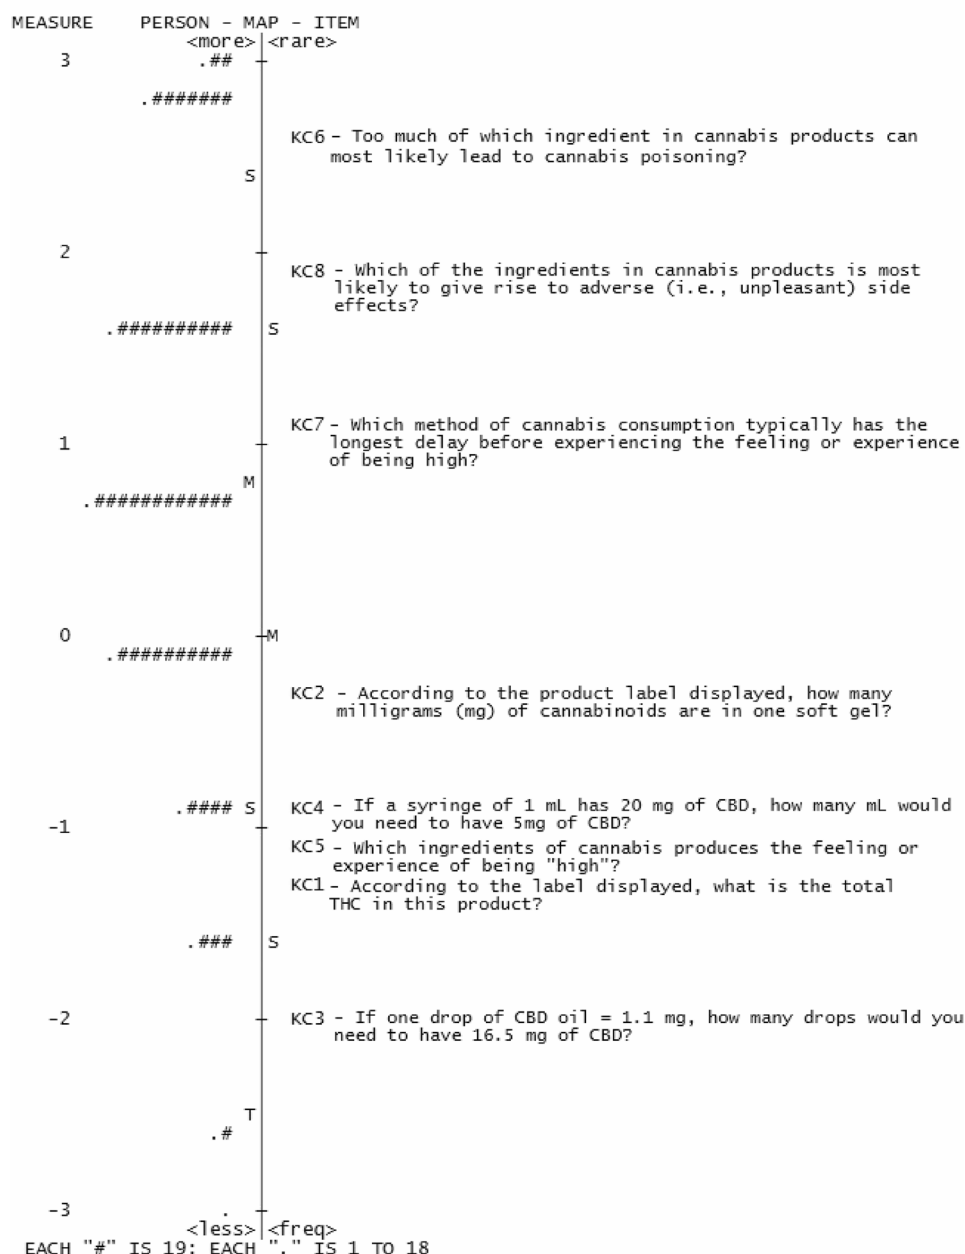 MEASURE PERSON - MAP - ITEM
<more>|<rare>
3 .## +
.#######
KC6 - Too much of which ingredient in cannabis products can
most likely lead to cannabis poisoning?
S
2 +
KC8 - Which of the ingredients in cannabis products is most
likely to give rise to adverse (i.e., unpleasant) side
effects?
.########## S
KC7 - Which method of cannabis consumption typically has the
1 + longest delay before experiencing the feeling or experience
of being high?
M
.############
0 +M
.##########
KC2 - According to the product label displayed, how many
milligrams (mg) of cannabinoids are in one soft gel?
.#### S KC4 - If a syringe of 1 mL has 20 mg of CBD, how many mL would
-1 + you need to have 5mg of CBD?
KC5 - Which ingredients of cannabis produces the feeling or
experience of being "high"?
KC1 - According to the label displayed, what is the total
THC in this product?
.### S
-2 + KC3 - If one drop of CBD oil = 1.1 mg, how many drops would you
need to have 16.5 mg of CBD?
T
.#
-3 . +
<less>|<freq>
EACH "#" IS 19: EACH "." IS 1 TO 18